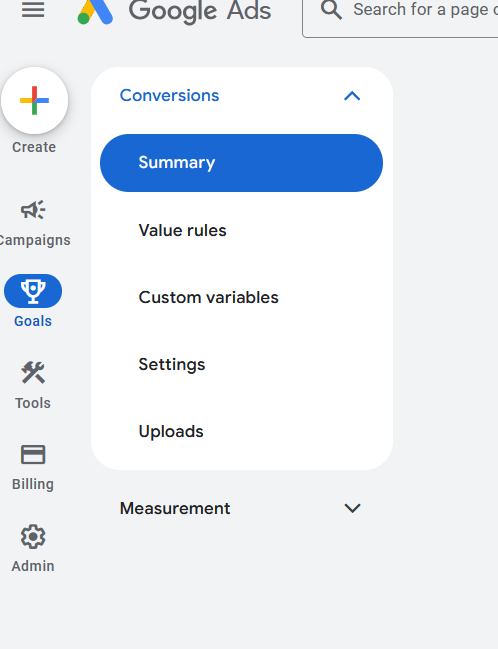 Google Ads
Search for a page o
Create
Campaigns
Goals
Tools
Billing
Admin
Conversions
Summary
Value rules
Custom variables
Settings
Uploads
Measurement